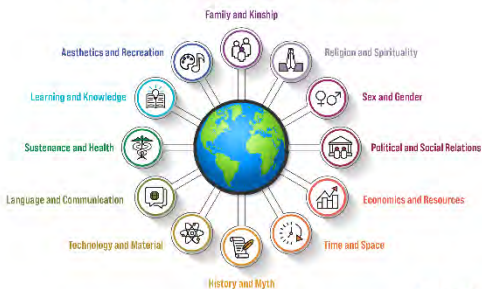 Family and Kinship
Aesthetics and Recreation
Religion and Spirituality
Learning and Knowledge
Sex and Gender
Sustenance and Health
Political and Social Relations
Language and Communication
Economics and Resources
Technology and Material
Time and Space
History and Myth